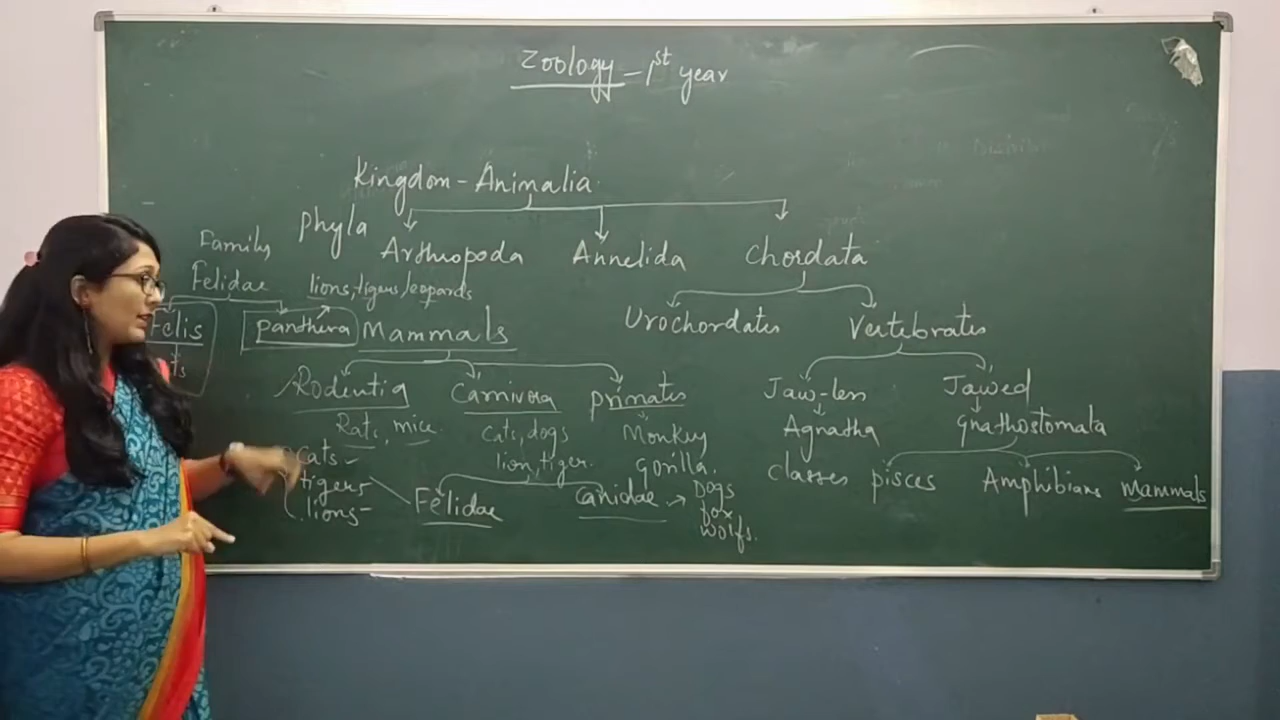 Zoology - 1st year
Kingdom - Animalia
Phyla
Arthropoda Annelida Chordata
Family
Felidae
lions, tigers, leopards
Urochordates Vertebrates
Felis Panthera
Mammals
Rodentia Carnivora primates
Jaw-less Jawed
Rats, mice
cats, dogs
lion, tiger.
Monkey
gorilla.
Agnatha Gnathostomata
classes pisces Amphibians Mammals
cats
tigers
lions
Felidae canidae
Dogs
fox
wolfs.